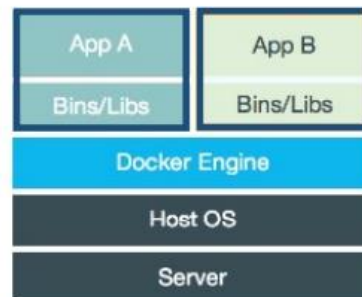 App A
App B
Bins/Libs
Bins/Libs
Docker Engine
Host OS
Server